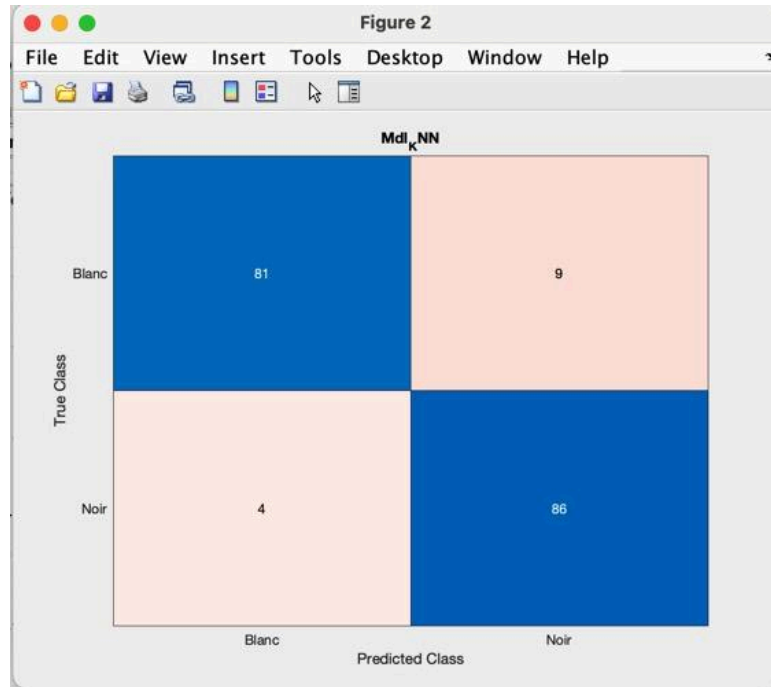 Figure 2
File Edit View Insert Tools Desktop Window Help
Mdl_KNN
Blanc 81 9
True Class
Noir 4 86
Blanc Noir
Predicted Class